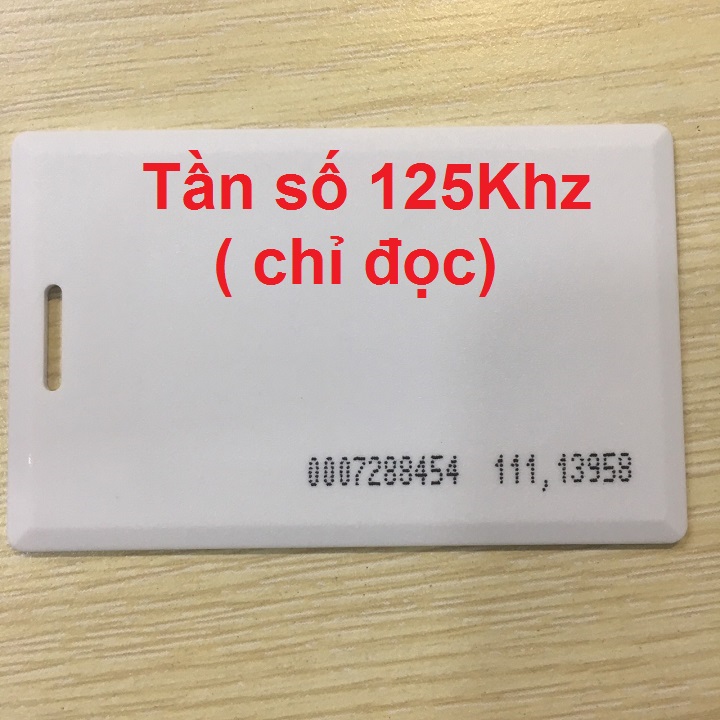 Tần số 125Khz
( chỉ đọc)
0007288454 111,13958